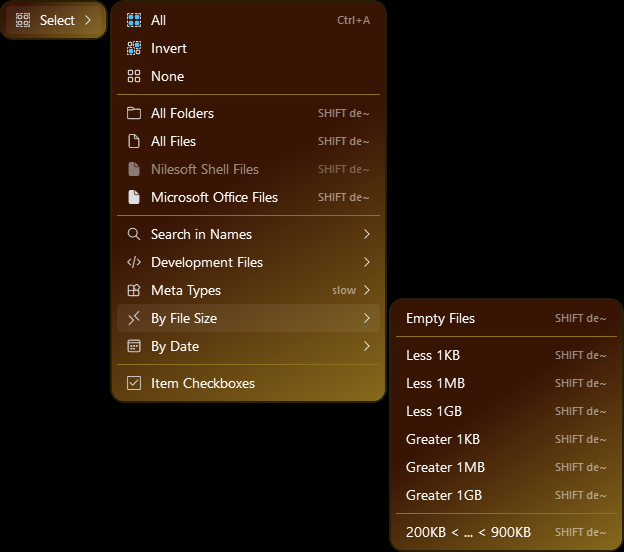 Select
All Ctrl+A
Invert
None
All Folders SHIFT de~
All Files SHIFT de~
Nilesoft Shell Files SHIFT de~
Microsoft Office Files SHIFT de~
Search in Names
Development Files
Meta Types slow
By File Size
By Date
Item Checkboxes
Empty Files SHIFT de~
Less 1KB SHIFT de~
Less 1MB SHIFT de~
Less 1GB SHIFT de~
Greater 1KB SHIFT de~
Greater 1MB SHIFT de~
Greater 1GB SHIFT de~
200KB < ... < 900KB SHIFT de~